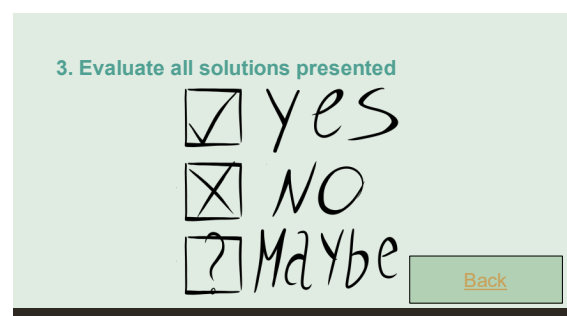 3. Evaluate all solutions presented
Yes
NO
? Maybe
Back